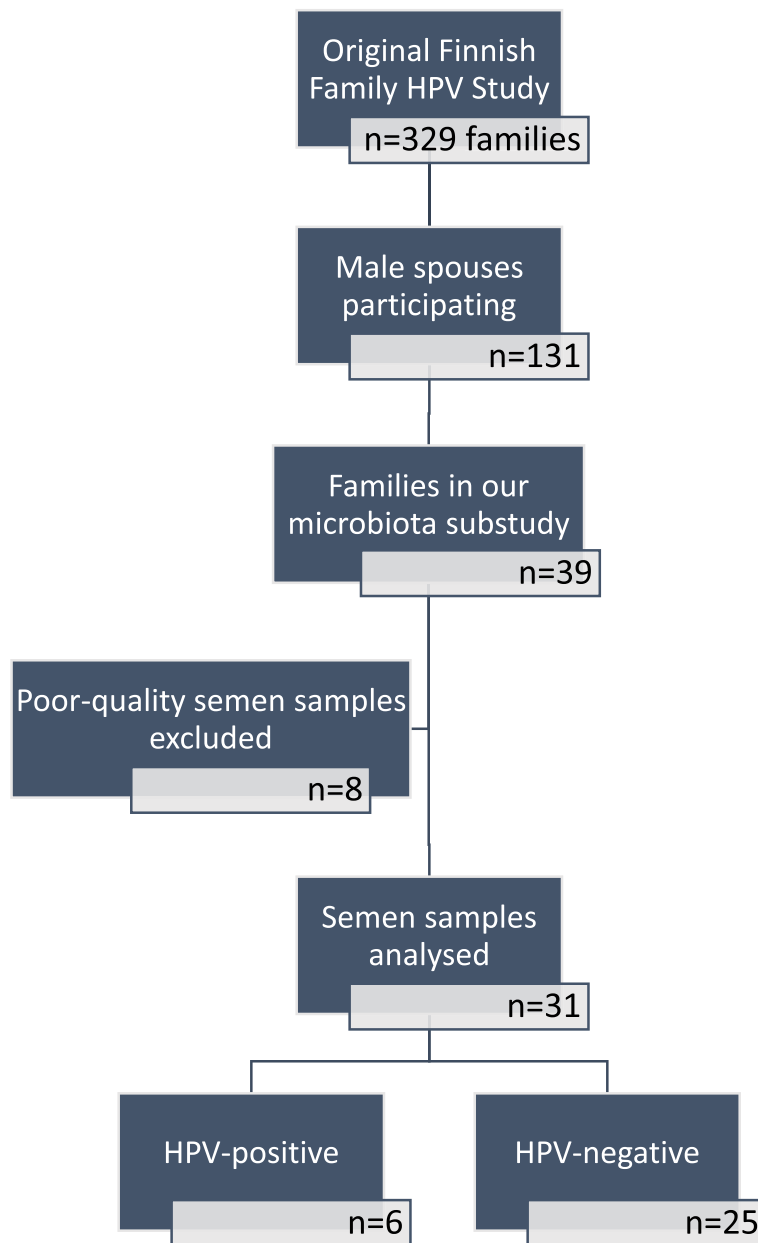 Original Finnish
Family HPV Study
n=329 families
Male spouses
participating
n=131
Families in our
microbiota substudy
n=39
Poor-quality semen samples
excluded
n=8
Semen samples
analysed
n=31
HPV-positive
n=6
HPV-negative
n=25